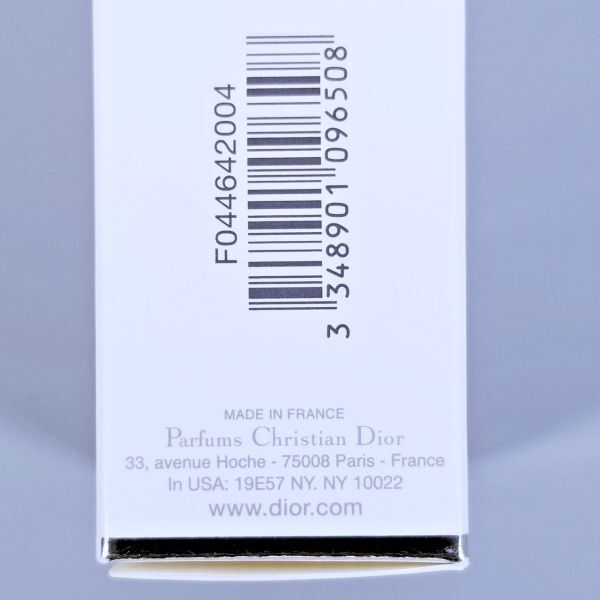 F044642004
3 348901 096508
MADE IN FRANCE
Parfums Christian Dior
33, avenue Hoche - 75008 Paris - France
In USA: 19E57 NY. NY 10022
www.dior.com